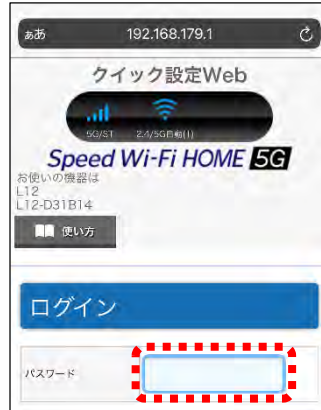 ああ 192.168.179.1
クイック設定Web
5G/ST 2.4/5G自動(1)
Speed Wi-Fi HOME 5G
お使いの機器は
L12
L12-D31B14
使い方
ログイン
パスワード